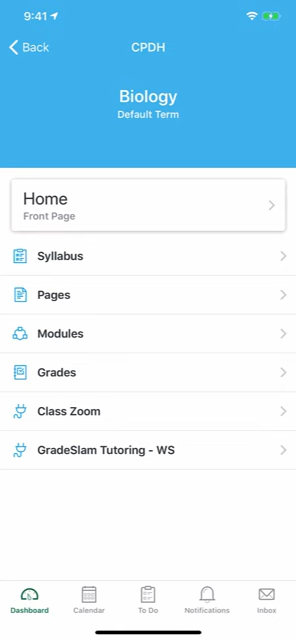 9:41
Back
CPDH
Biology
Default Term
Home
Front Page
Syllabus
Pages
Modules
Grades
Class Zoom
GradeSlam Tutoring - WS
Dashboard
Calendar
To Do
Notifications
Inbox